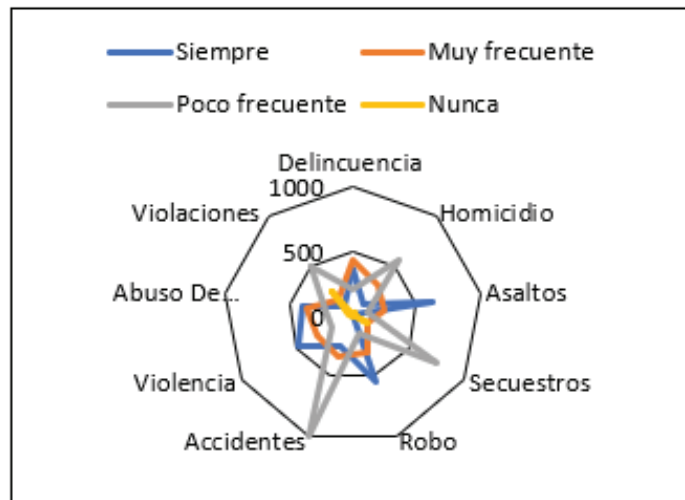 Siempre
Muy frecuente
Poco frecuente
Nunca
Delincuencia
1000
Violaciones
Homicidio
500
Abuso De...
Asaltos
0
Violencia
Secuestros
Accidentes
Robo